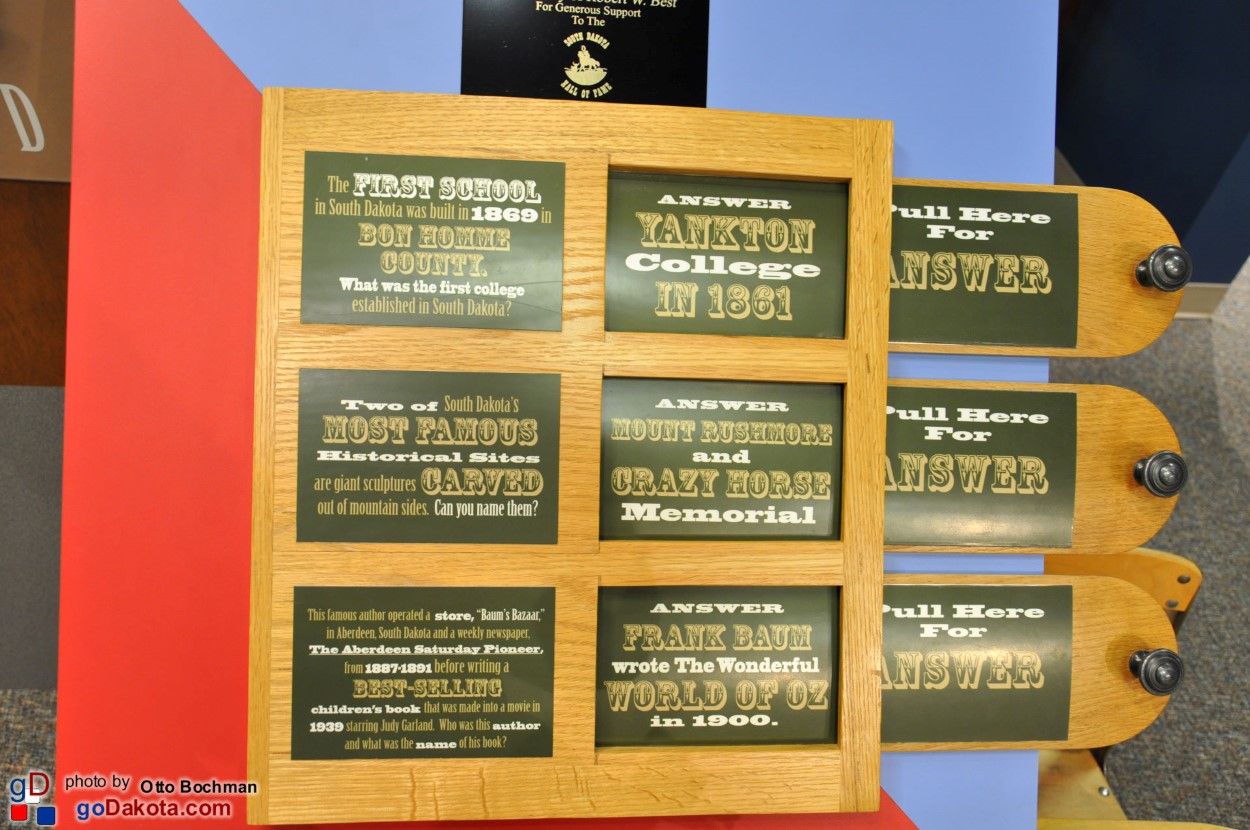 Robert W. Best
For Generous Support
To The
SOUTH DAKOTA
HALL OF FAME
D
The FIRST SCHOOL
in South Dakota was built in 1869 in
BON HOMME
COUNTY.
What was the first college
established in South Dakota?
ANSWER
YANKTON
College
IN 1861
Pull Here
For
ANSWER
Two of South Dakota's
MOST FAMOUS
Historical Sites
are giant sculptures CARVED
out of mountain sides. Can you name them?
ANSWER
MOUNT RUSHMORE
and
CRAZY HORSE
Memorial
Pull Here
For
ANSWER
This famous author operated a store, "Baum's Bazaar,"
in Aberdeen, South Dakota and a weekly newspaper,
The Aberdeen Saturday Pioneer,
from 1887-1891 before writing a
BEST-SELLING
children's book that was made into a movie in
1939 starring Judy Garland. Who was this author
and what was the name of his book?
ANSWER
FRANK BAUM
wrote The Wonderful
WORLD OF OZ
in 1900.
Pull Here
For
ANSWER
gD
photo by Otto Bochman
goDakota.com